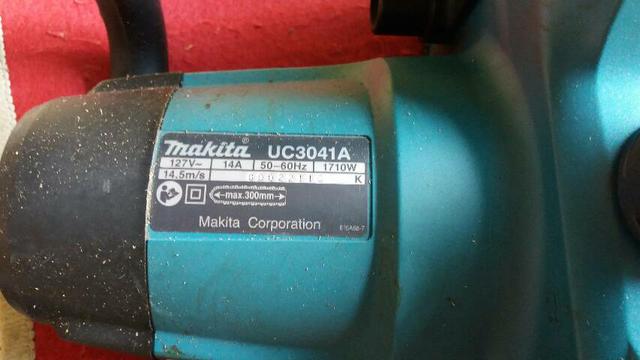 makita UC3041A
127V~ 14A 50-60Hz 1710W
14.5m/s K
max.300mm
Makita Corporation